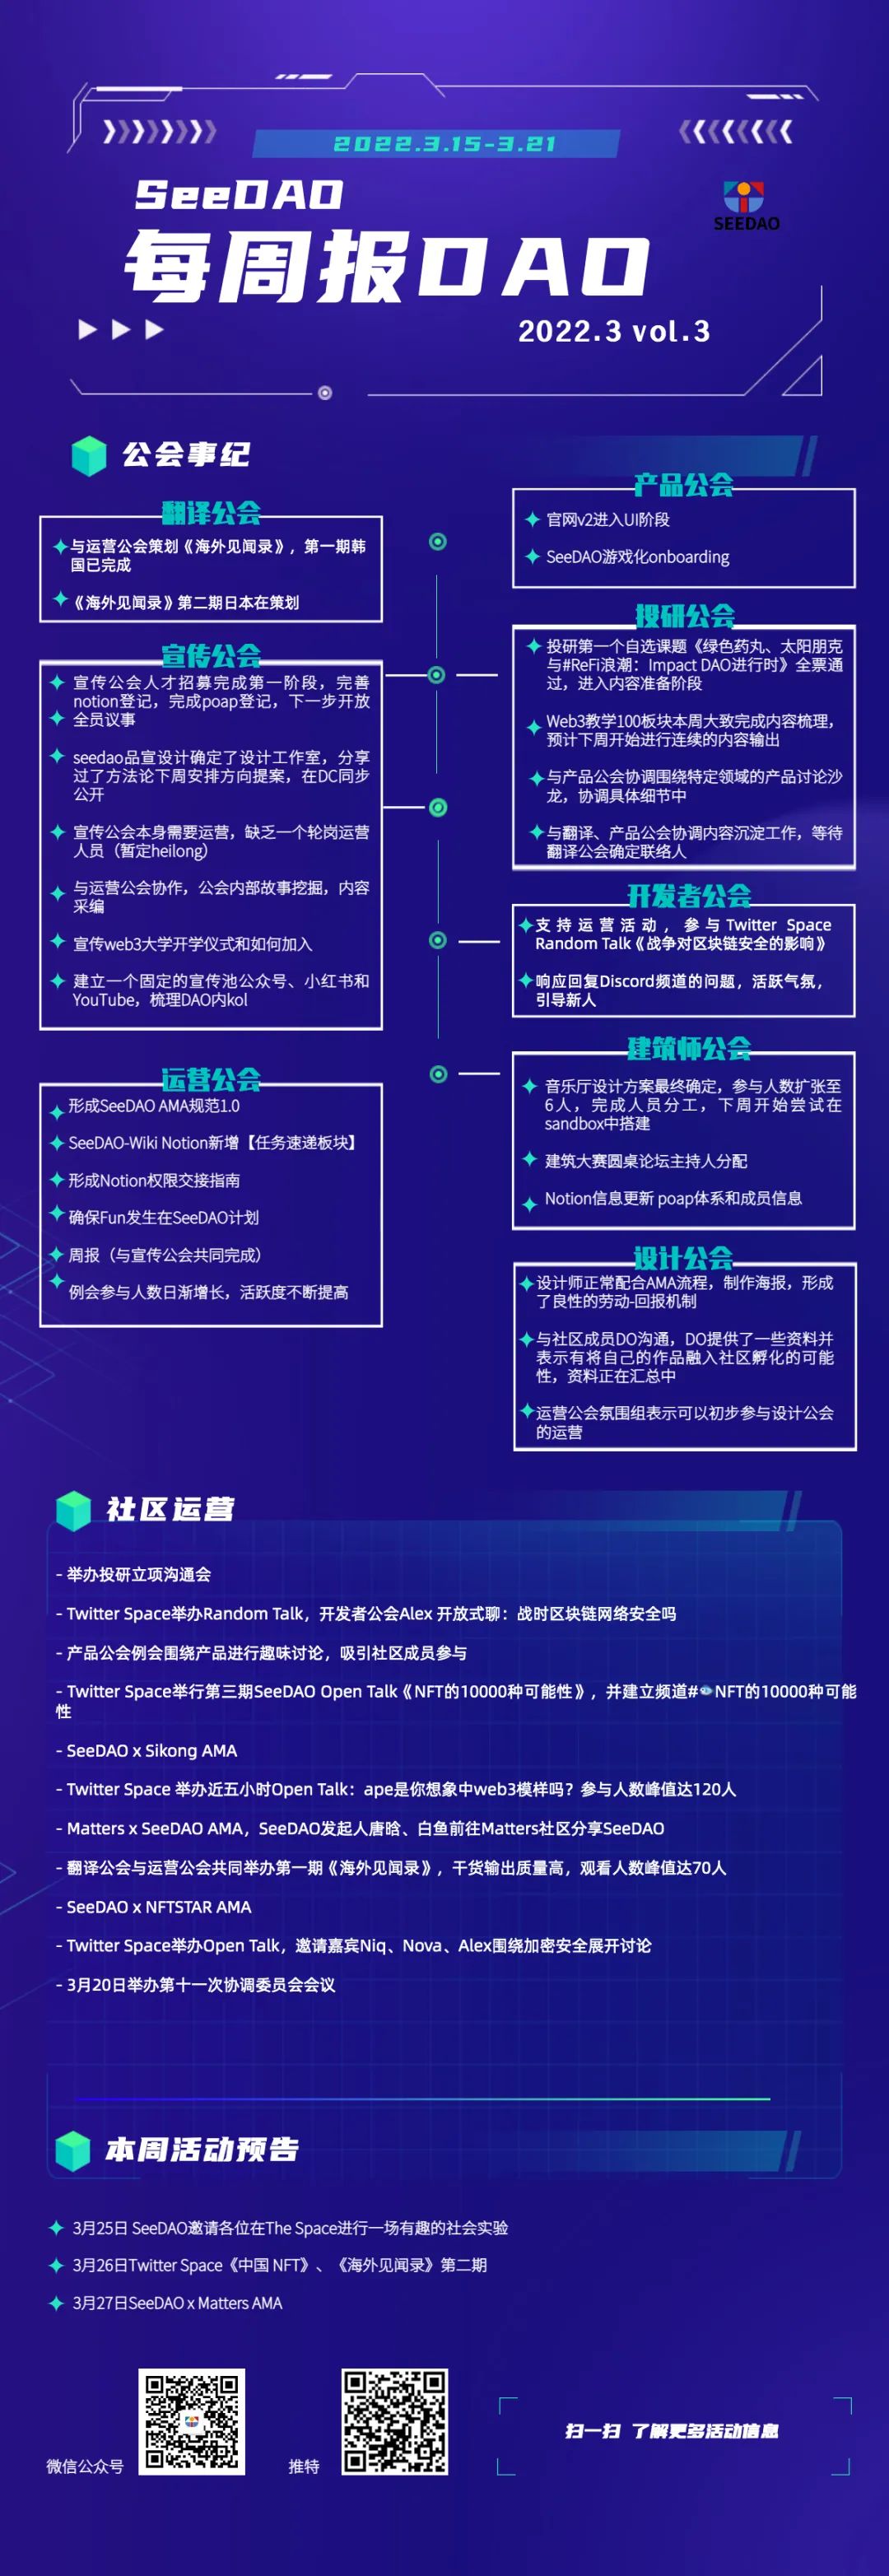 2022.3.15-3.21
SeeDAO
SEEDAO
每周报DAO
2022.3 vol.3
公会事纪
翻译公会
与运营公会策划《海外见闻录》，第一期韩
国已完成
《海外见闻录》第二期日本在策划
宣传公会
宣传公会人才招募完成第一阶段，完善
notion登记，完成poap登记，下一步开放
全员议事
seedao品宣设计确定了设计工作室，分享
过了方法论下周安排方向提案，在DC同步
公开
宣传公会本身需要运营，缺乏一个轮岗运营
人员（暂定heilong）
与运营公会协作，公会内部故事挖掘，内容
采编
宣传web3大学开学仪式和如何加入
建立一个固定的宣传池公众号、小红书和
YouTube，梳理DAO内kol
运营公会
形成SeeDAO AMA规范1.0
SeeDAO-Wiki Notion新增【任务速递板块】
形成Notion权限交接指南
确保Fun发生在SeeDAO计划
周报（与宣传公会共同完成）
例会参与人数日渐增长，活跃度不断提高
产品公会
官网v2进入UI阶段
SeeDAO游戏化onboarding
投研公会
投研第一个自选课题《绿色药丸、太阳朋克
与#ReFi浪潮：Impact DAO进行时》全票通
过，进入内容准备阶段
Web3教学100板块本周大致完成内容梳理，
预计下周开始进行连续的内容输出
与产品公会协调围绕特定领域的产品讨论沙
龙，协调具体细节中
与翻译、产品公会协调内容沉淀工作，等待
翻译公会确定联络人
开发者公会
支持运营活动，参与Twitter Space
Random Talk《战争对区块链安全的影响》
响应回复Discord频道的问题，活跃气氛，
引导新人
建筑师公会
音乐厅设计方案最终确定，参与人数扩张至
6人，完成人员分工，下周开始尝试在
sandbox中搭建
建筑大赛圆桌论坛主持人分配
Notion信息更新 poap体系和成员信息
设计公会
设计师正常配合AMA流程，制作海报，形成
了良性的劳动-回报机制
与社区成员DO沟通，DO提供了一些资料并
表示有将自己的作品融入社区孵化的可能
性，资料正在汇总中
运营公会氛围组表示可以初步参与设计公会
的运营
社区运营
- 举办投研立项沟通会
- Twitter Space举办Random Talk，开发者公会Alex 开放式聊：战时区块链网络安全吗
- 产品公会例会围绕产品进行趣味讨论，吸引社区成员参与
- Twitter Space举行第三期SeeDAO Open Talk《NFT的10000种可能性》，并建立频道#🐟NFT的10000种可能
性
- SeeDAO x Sikong AMA
- Twitter Space 举办近五小时Open Talk：ape是你想象中web3模样吗？参与人数峰值达120人
- Matters x SeeDAO AMA，SeeDAO发起人唐晗、白鱼前往Matters社区分享SeeDAO
- 翻译公会与运营公会共同举办第一期《海外见闻录》，干货输出质量高，观看人数峰值达70人
- SeeDAO x NFTSTAR AMA
- Twitter Space举办Open Talk，邀请嘉宾Niq、Nova、Alex围绕加密安全展开讨论
- 3月20日举办第十一次协调委员会会议
本周活动预告
3月25日 SeeDAO邀请各位在The Space进行一场有趣的社会实验
3月26日Twitter Space《中国 NFT》、《海外见闻录》第二期
3月27日SeeDAO x Matters AMA
微信公众号
推特
扫一扫 了解更多活动信息